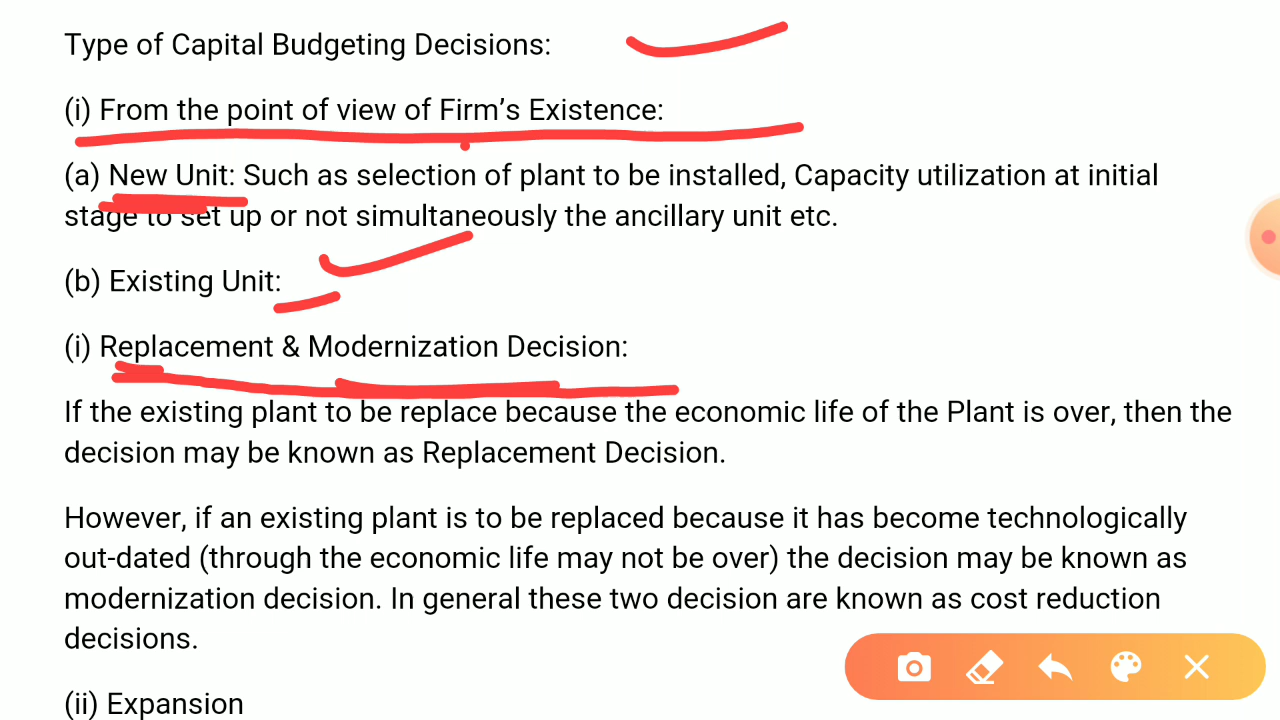 Type of Capital Budgeting Decisions:
(i) From the point of view of Firm’s Existence:
(a) New Unit: Such as selection of plant to be installed, Capacity utilization at initial
stage to set up or not simultaneously the ancillary unit etc.
(b) Existing Unit:
(i) Replacement & Modernization Decision:
If the existing plant to be replace because the economic life of the Plant is over, then the
decision may be known as Replacement Decision.
However, if an existing plant is to be replaced because it has become technologically
out-dated (through the economic life may not be over) the decision may be known as
modernization decision. In general these two decision are known as cost reduction
decisions.
(ii) Expansion